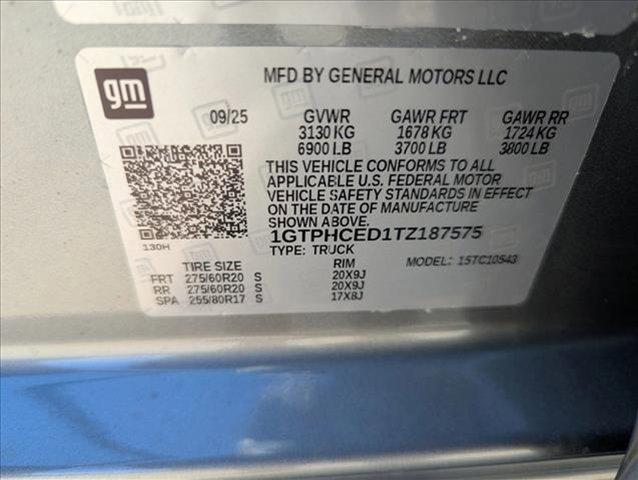 gm
MFD BY GENERAL MOTORS LLC
09/25 GVWR GAWR FRT GAWR RR
3130 KG 1678 KG 1724 KG
6900 LB 3700 LB 3800 LB
THIS VEHICLE CONFORMS TO ALL
APPLICABLE U.S. FEDERAL MOTOR
VEHICLE SAFETY STANDARDS IN EFFECT
ON THE DATE OF MANUFACTURE
SHOWN ABOVE.
130H
1GTPHCED1TZ187575
TYPE: TRUCK MODEL: 15TC10543
TIRE SIZE RIM
FRT 275/60R20 S 20X9J
RR 275/60R20 S 20X9J
SPA 255/80R17 S 17X8J